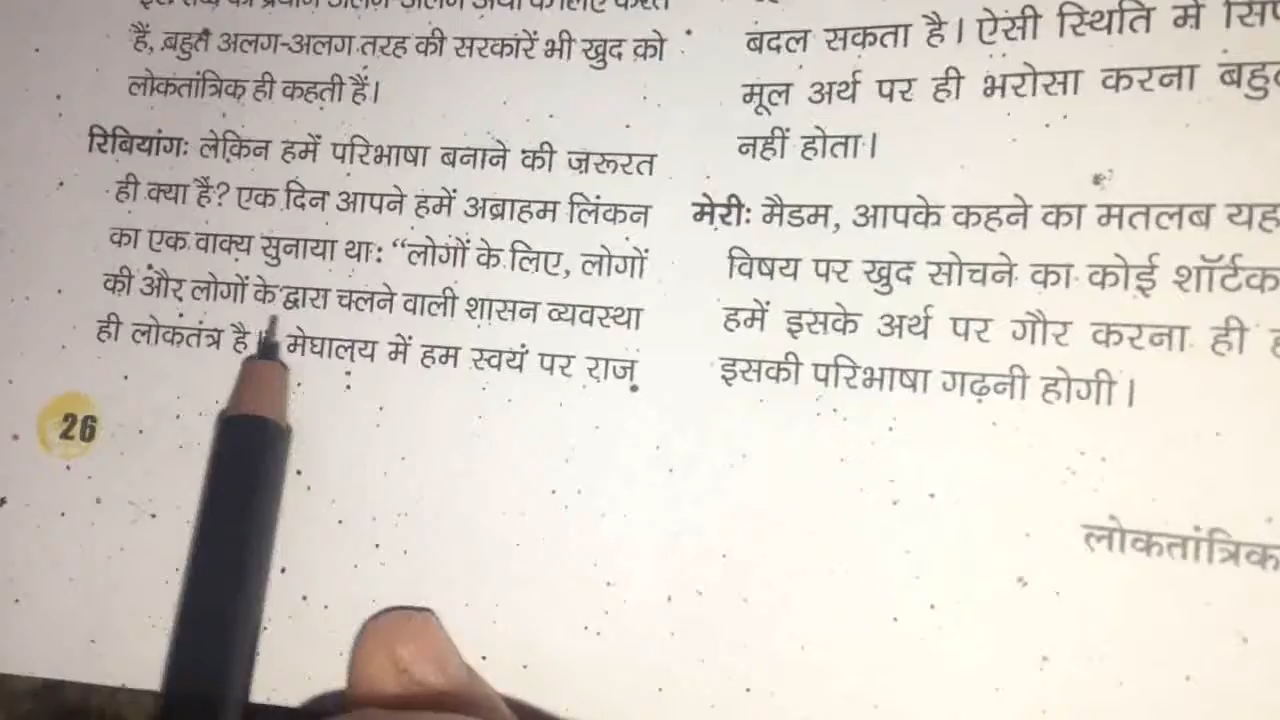 हैं, बहुत अलग-अलग तरह की सरकारें भी खुद को
लोकतांत्रिक ही कहती हैं।
रिबियांग: लेकिन हमें परिभाषा बनाने की ज़रूरत
ही क्या है? एक दिन आपने हमें अब्राहम लिंकन
का एक वाक्य सुनाया था: “लोगों के लिए, लोगों
की और लोगों के द्वारा चलने वाली शासन व्यवस्था
ही लोकतंत्र है।
मेघालय में हम स्वयं पर राज
26
बदल सकता है। ऐसी स्थिति में
मूल अर्थ पर ही भरोसा करना
नहीं होता।
मेरी: मैडम, आपके कहने का मतलब यह
विषय पर खुद सोचने का कोई शॉर्टक
हमें इसके अर्थ पर गौर करना ही
इसकी परिभाषा गढ़नी होगी।
लोकतांत्रिक